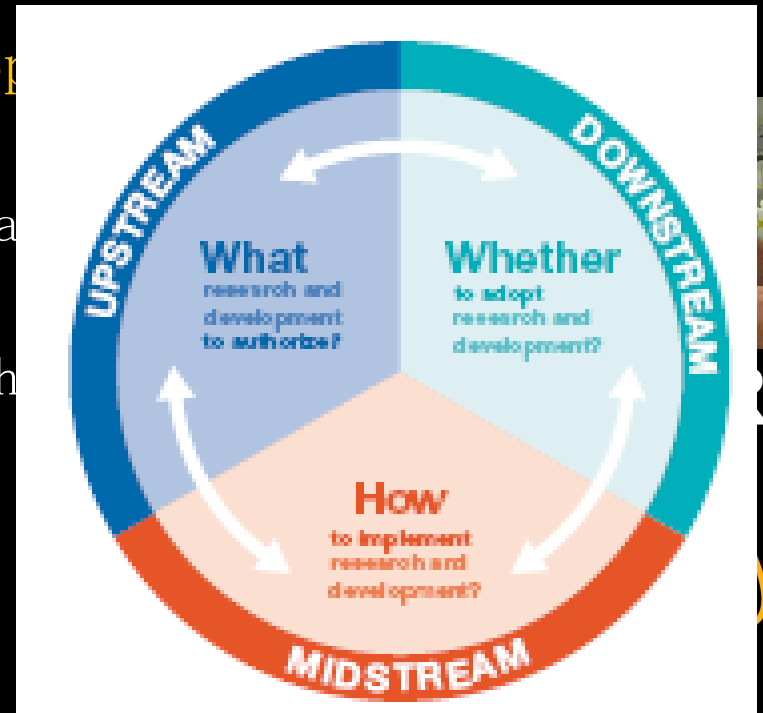 UPSTREAM
DOWNSTREAM
What
research and
development
to authorize?
Whether
to adopt
research and
development?
How
to implement
research and
development?
MIDSTREAM